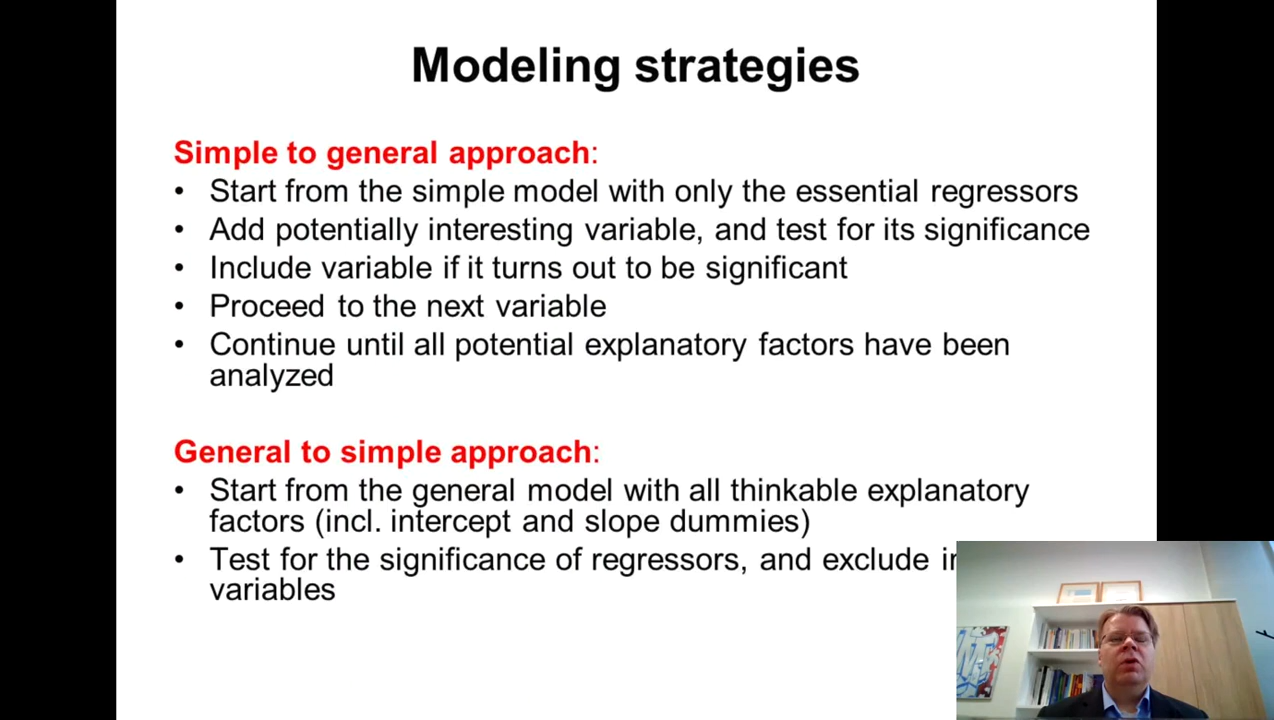 Modeling strategies
Simple to general approach:
• Start from the simple model with only the essential regressors
• Add potentially interesting variable, and test for its significance
• Include variable if it turns out to be significant
• Proceed to the next variable
• Continue until all potential explanatory factors have been
analyzed
General to simple approach:
• Start from the general model with all thinkable explanatory
factors (incl. intercept and slope dummies)
• Test for the significance of regressors, and exclude
variables